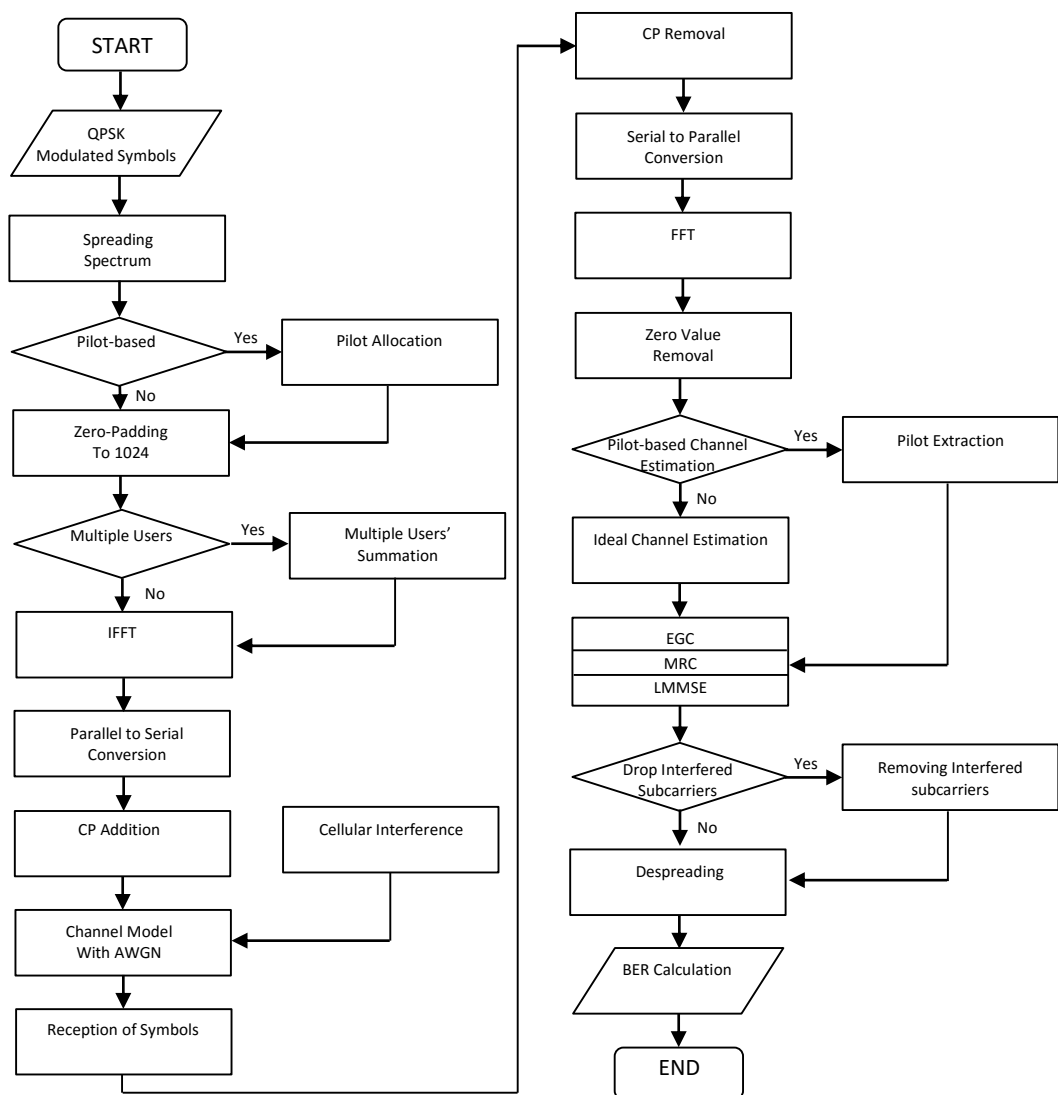 START
QPSK
Modulated Symbols
Spreading
Spectrum
Pilot-based
Yes
Pilot Allocation
No
Zero-Padding
To 1024
Multiple Users
Yes
Multiple Users’
Summation
No
IFFT
Parallel to Serial
Conversion
CP Addition
Cellular Interference
Channel Model
With AWGN
Reception of Symbols
CP Removal
Serial to Parallel
Conversion
FFT
Zero Value
Removal
Pilot-based Channel
Estimation
Yes
Pilot Extraction
No
Ideal Channel Estimation
EGC
MRC
LMMSE
Drop Interfered
Subcarriers
Yes
Removing Interfered
subcarriers
No
Despreading
BER Calculation
END